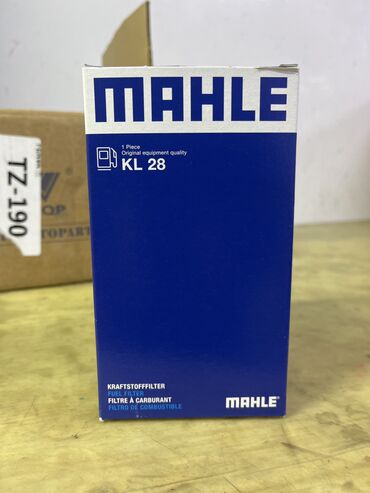 MAHLE
1 Piece
Original equipment quality
KL 28
KRAFTSTOFFFILTER
FUEL FILTER
FILTRE À CARBURANT
FILTRO DE COMBUSTIBLE
MAHLE
TZ-190